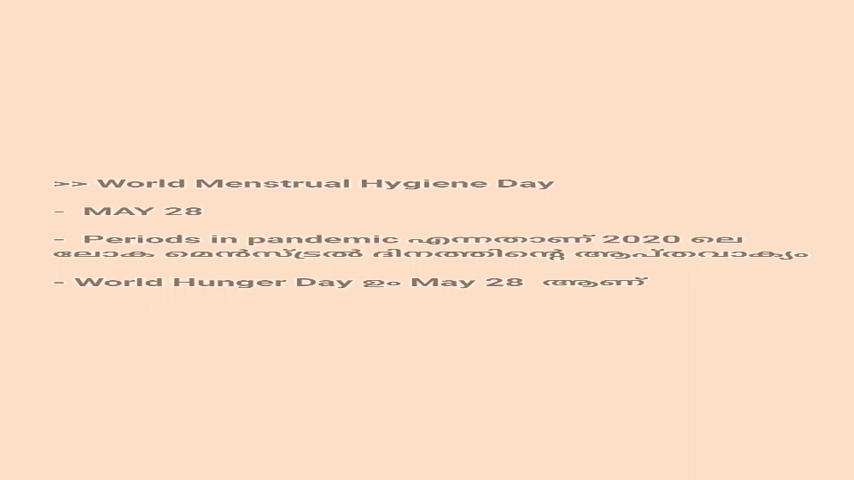 >> World Menstrual Hygiene Day
- MAY 28
- Periods in pandemic എന്നതാണ് 2020 ലെ
ലോക മെൻസ്ട്രൽ ദിനത്തിന്റെ ആപ്തവാക്യം
- World Hunger Day ഉം May 28 ആണ്